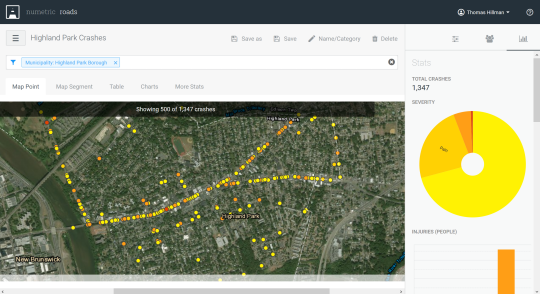 numetric roads
Thomas Hillman
Highland Park Crashes
Save as
Save
Name/Category
Delete
Municipality: Highland Park Borough x
Map Point
Map Segment
Table
Charts
More Stats
Showing 500 of 1,347 crashes
Highland Park
Highland Park
New Brunswick
Stats
TOTAL CRASHES
1,347
SEVERITY
INJURIES (PEOPLE)